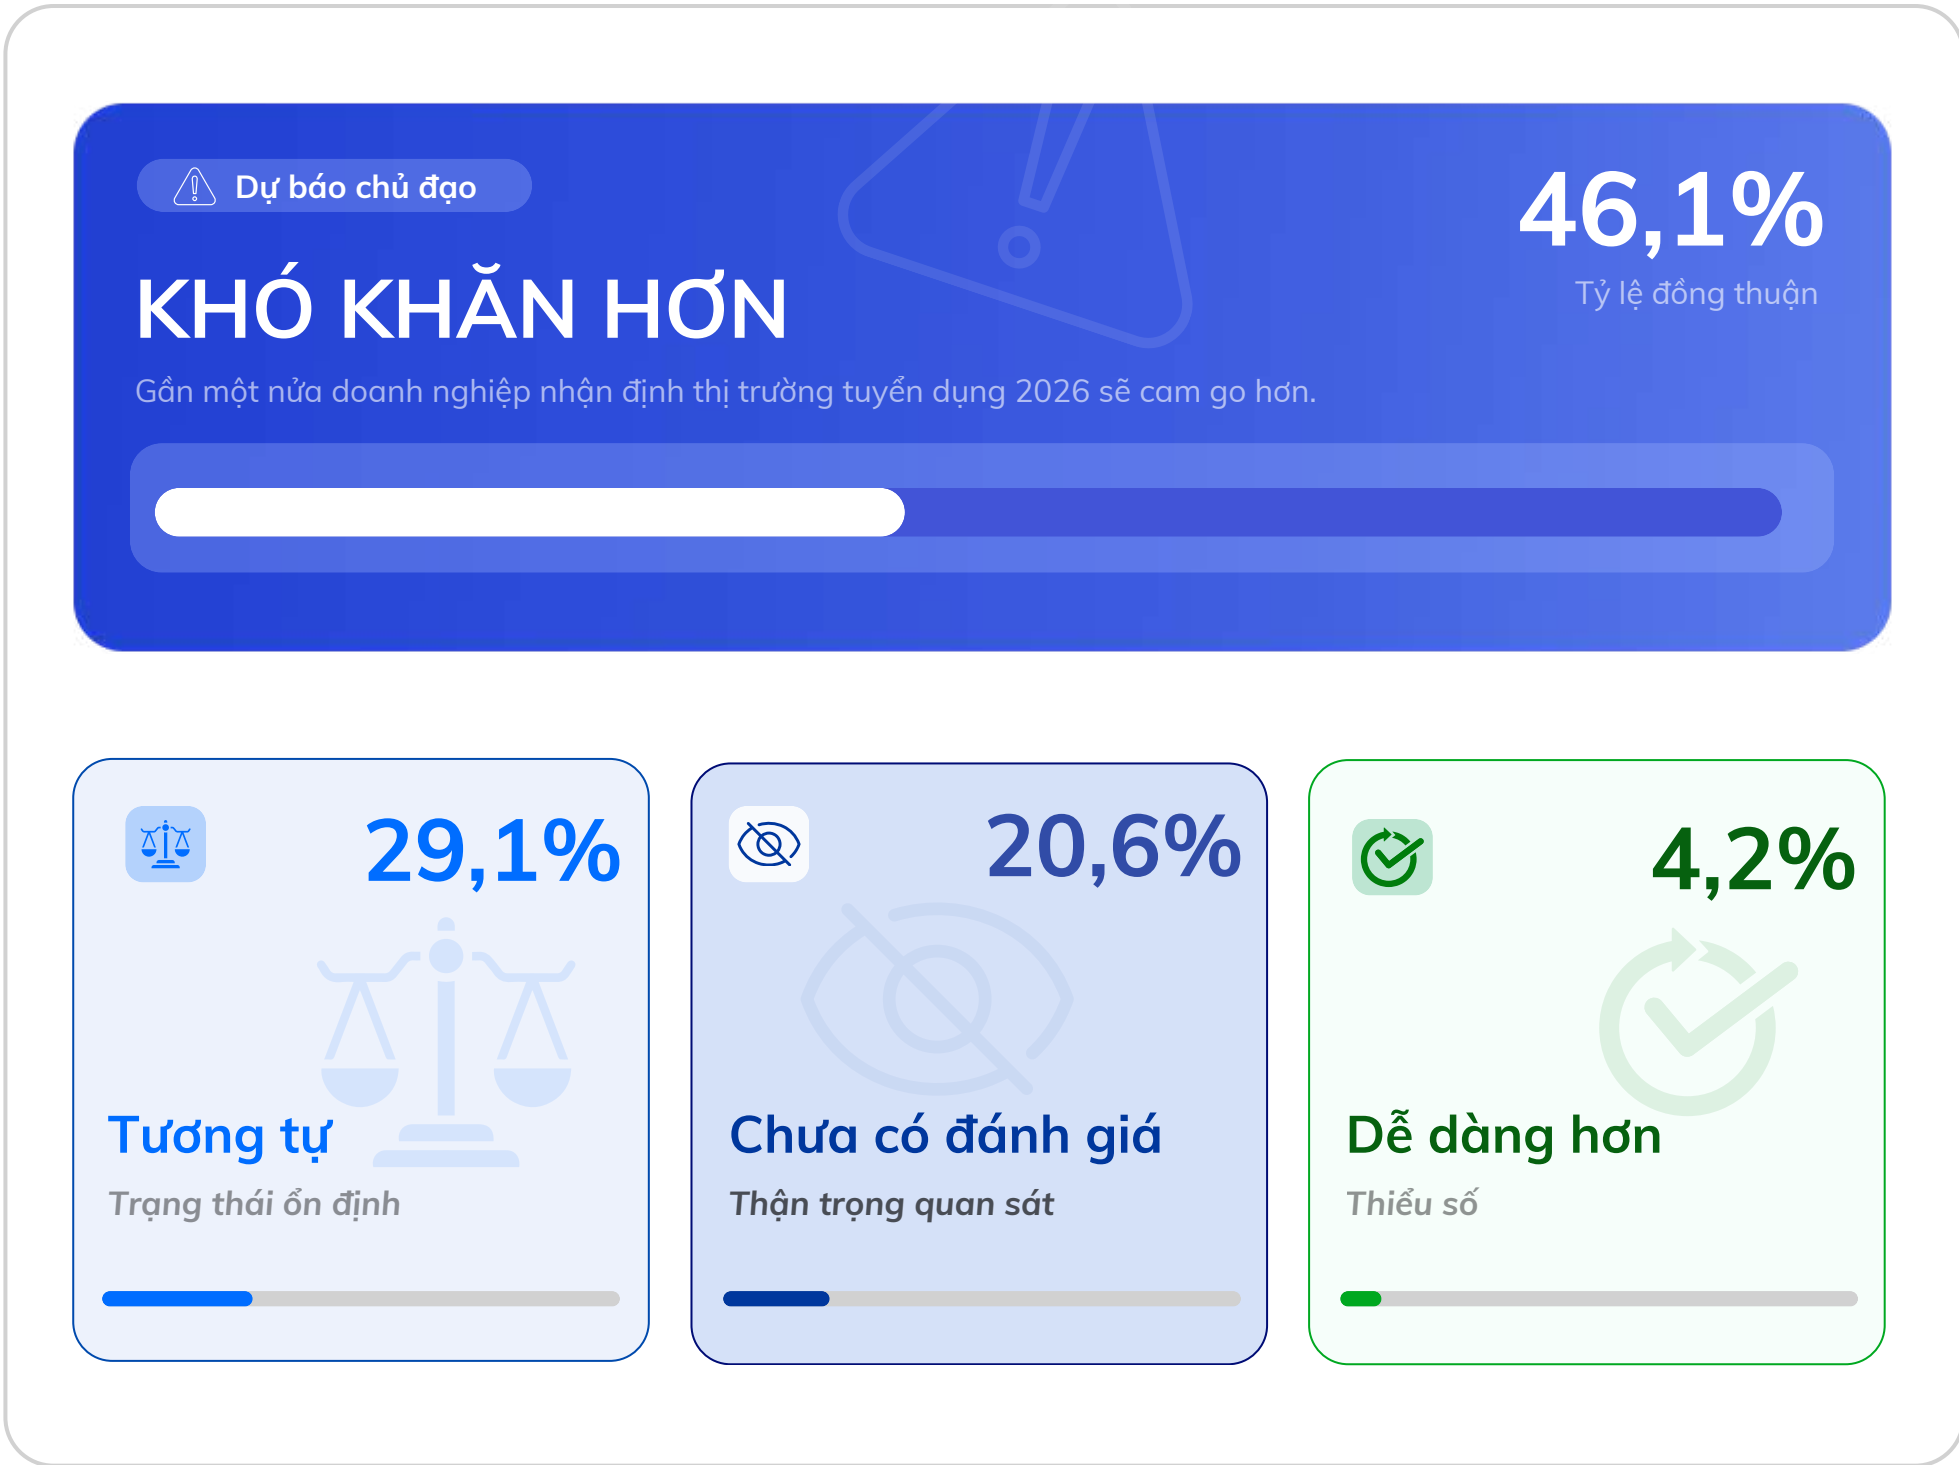 Dự báo chủ đạo
46,1%
Tỷ lệ đồng thuận
KHÓ KHĂN HƠN
Gần một nửa doanh nghiệp nhận định thị trường tuyển dụng 2026 sẽ cam go hơn.
29,1%
Tương tự
Trạng thái ổn định
20,6%
Chưa có đánh giá
Thận trọng quan sát
4,2%
Dễ dàng hơn
Thiểu số